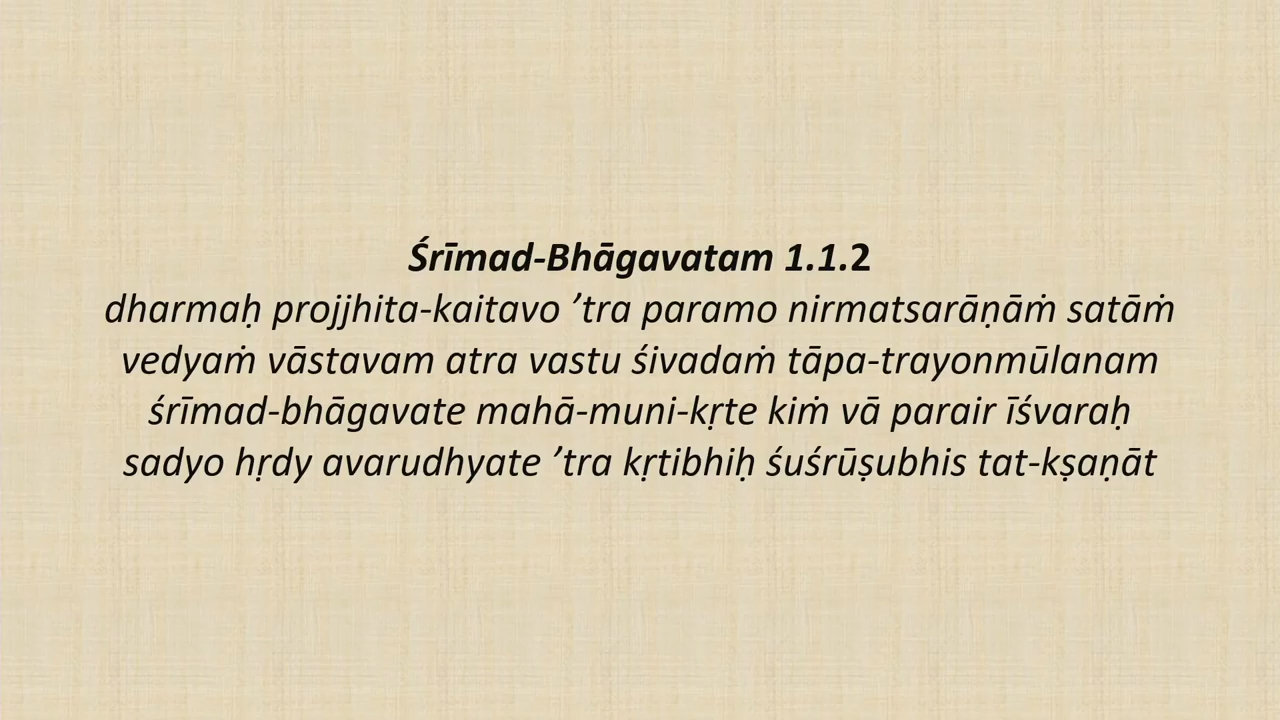 Śrīmad-Bhāgavatam 1.1.2
dharmaḥ projjhita-kaitavo ’tra paramo nirmatsarāṇāṁ satāṁ
vedyaṁ vāstavam atra vastu śivadaṁ tāpa-trayonmūlanam
śrīmad-bhāgavate mahā-muni-kṛte kiṁ vā parair īśvaraḥ
sadyo hṛdy avarudhyate ’tra kṛtibhiḥ śuśrūṣubhis tat-kṣaṇāt